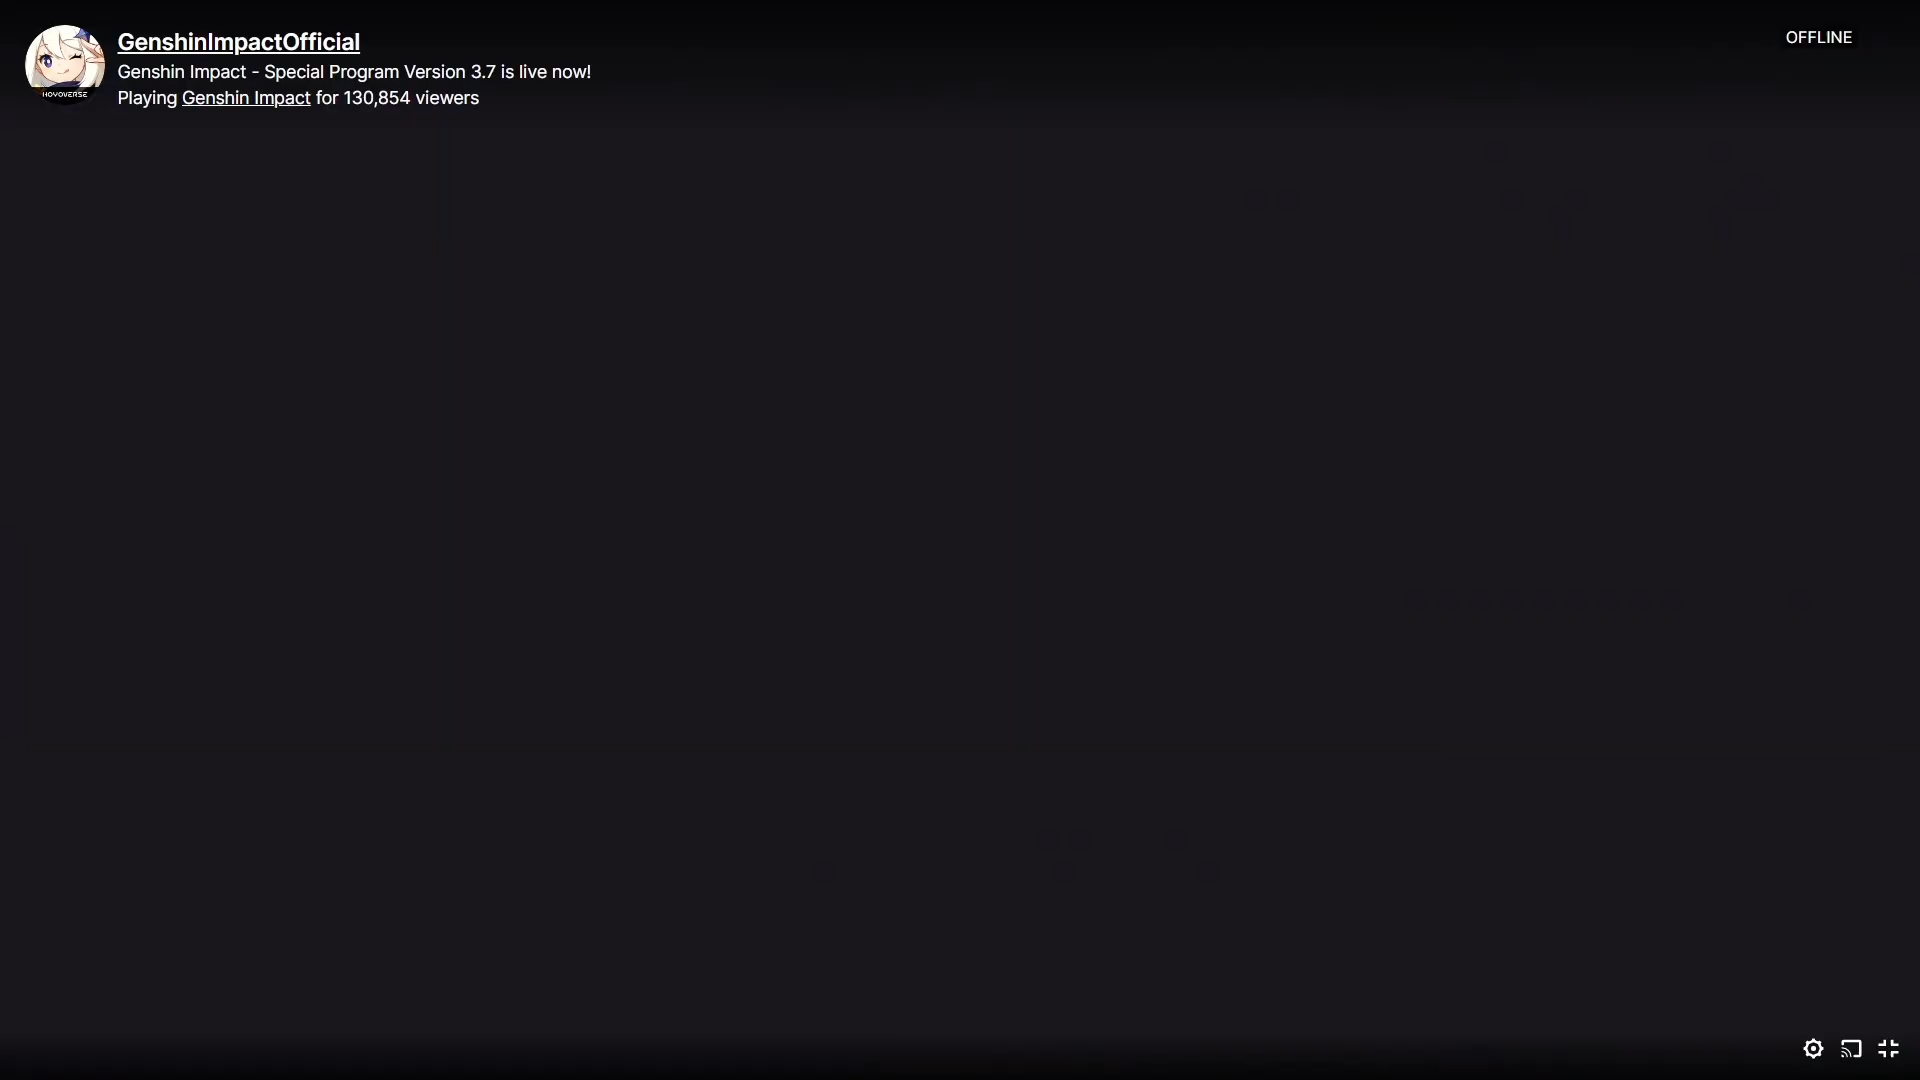 GenshinImpactOfficial
OFFLINE
Genshin Impact - Special Program Version 3.7 is live now!
Playing Genshin Impact for 130,854 viewers
HOYOVERSE